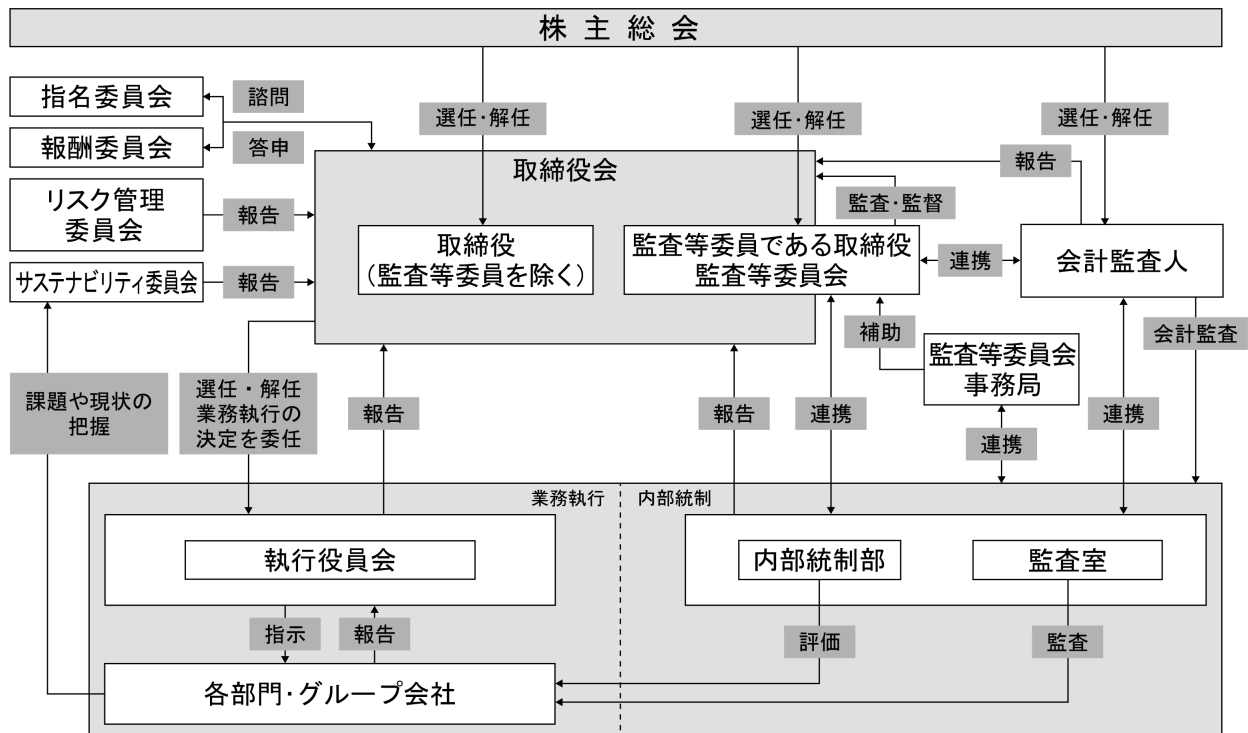 株主総会
指名委員会
諮問
選任・解任
選任・解任
選任・解任
報酬委員会
答申
取締役会
報告
リスク管理
委員会
報告
監査・監督
取締役
(監査等委員を除く)
監査等委員である取締役
監査等委員会
連携
会計監査人
サステナビリティ委員会
報告
補助
会計監査
監査等委員会
事務局
課題や現状の
把握
選任・解任
業務執行の
決定を委任
報告
報告
連携
連携
連携
業務執行
内部統制
執行役員会
内部統制部
監査室
指示
報告
評価
監査
各部門・グループ会社